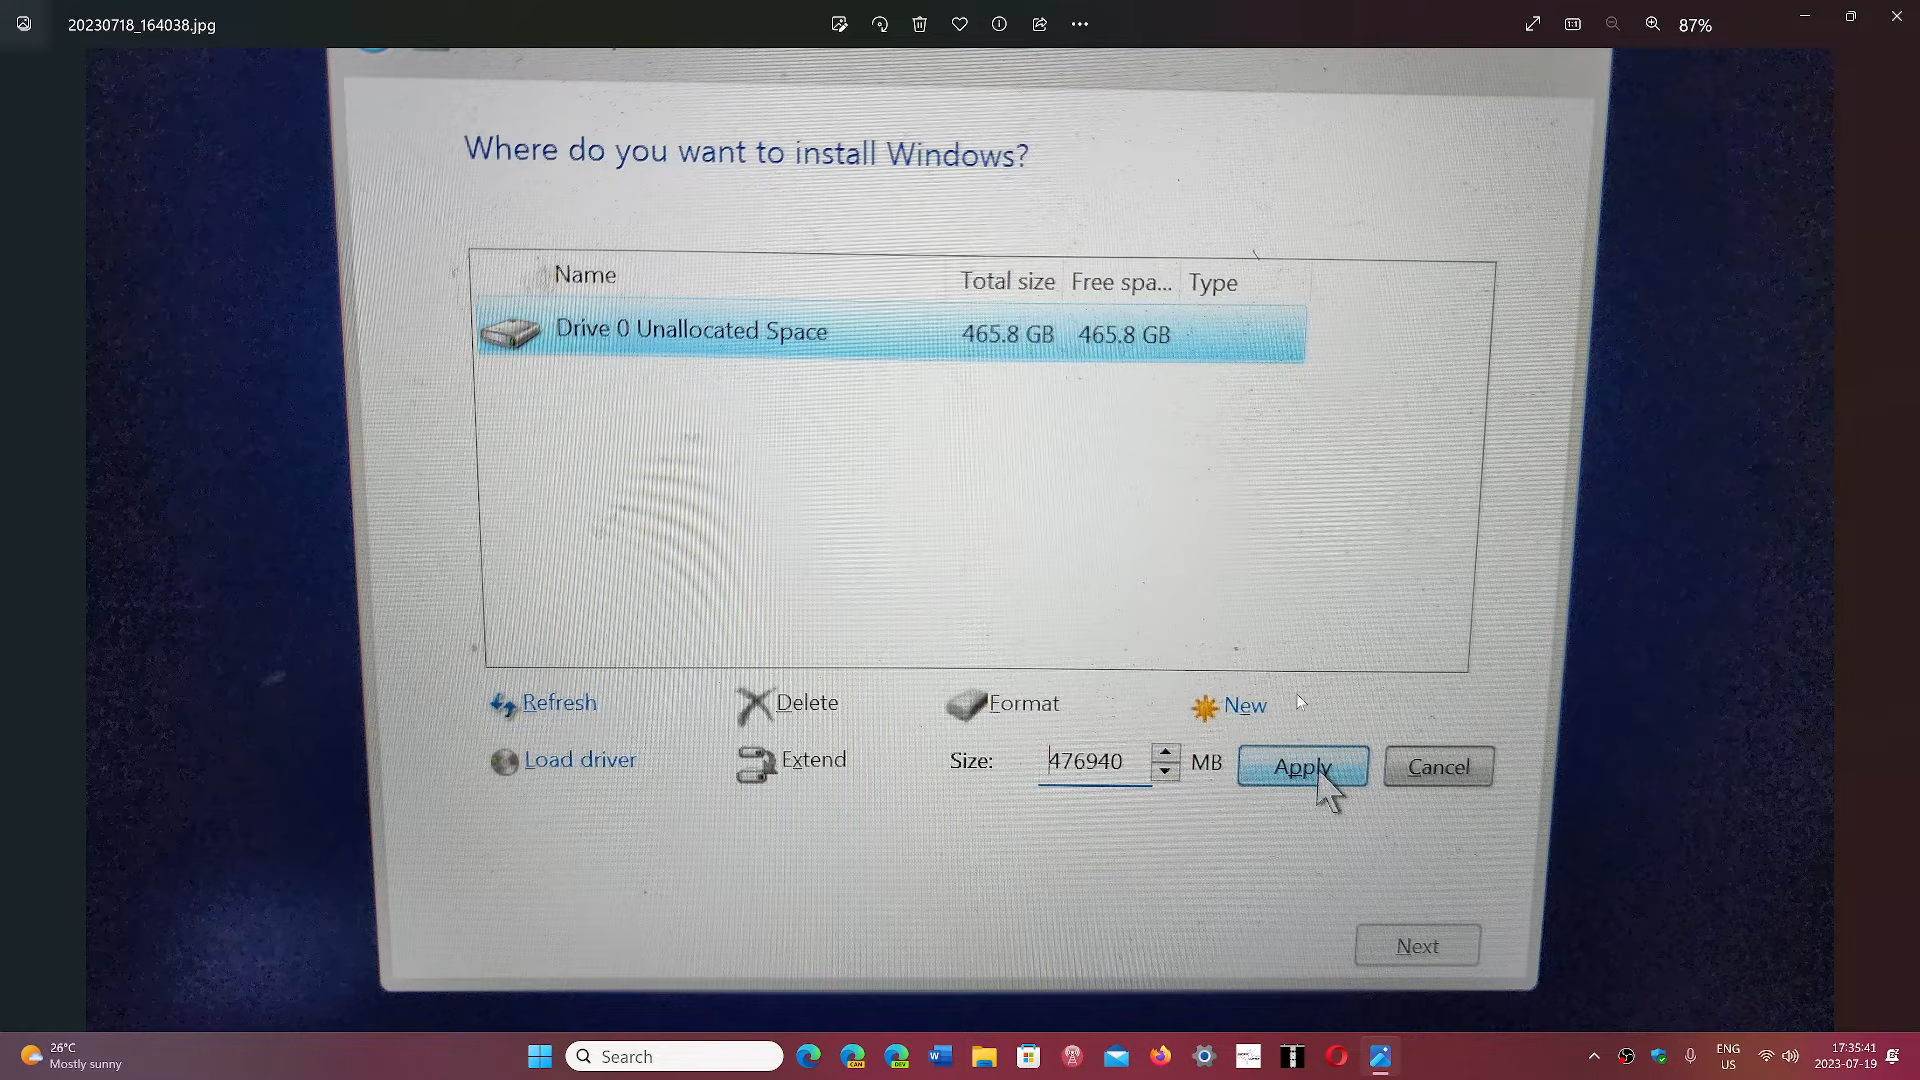 20230718_164038.jpg
87%
Where do you want to install Windows?
Name Total size Free spa... Type
Drive 0 Unallocated Space 465.8 GB 465.8 GB
Refresh Delete Format New
Load driver Extend Size: 476940 MB Apply Cancel
Next
26°C
Mostly sunny
Search
CAN
DEV
ENG
US
17:35:41
2023-07-19